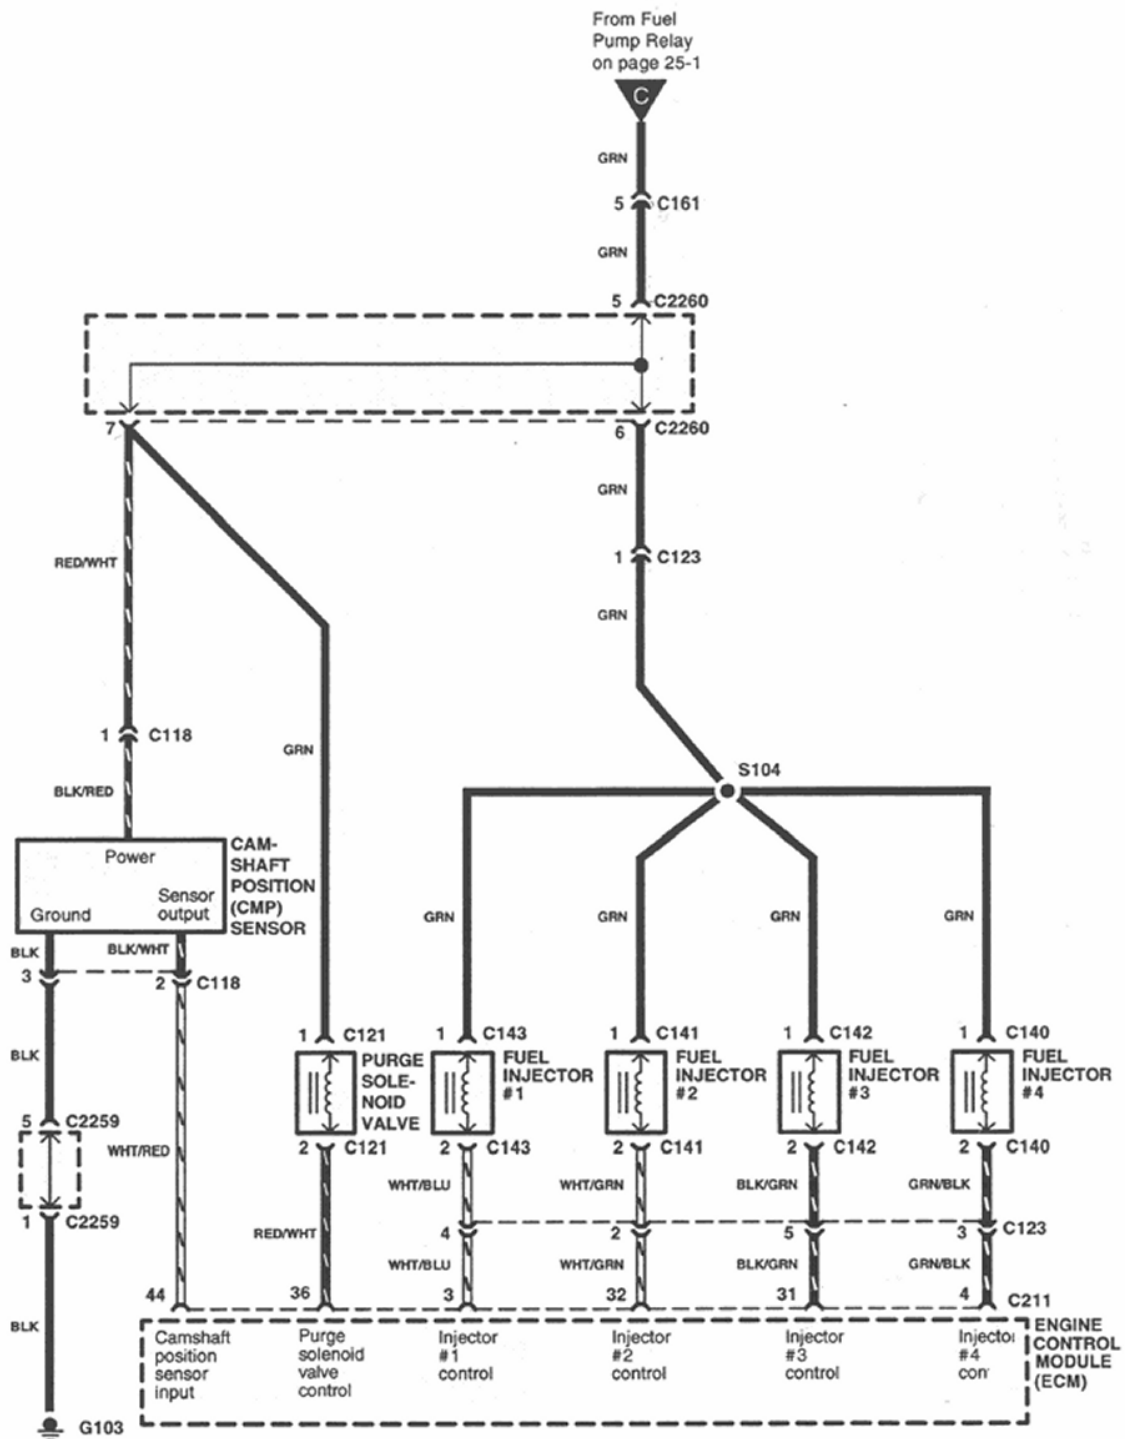 From Fuel
Pump Relay
on page 25-1
C
GRN
5 C161
GRN
5 C2260
7
6 C2260
GRN
RED/WHT
1 C123
GRN
1 C118
GRN
S104
BLK/RED
CAM-
SHAFT
POSITION
(CMP)
SENSOR
Power
Ground
Sensor
output
GRN
GRN
GRN
GRN
BLK
BLK/WHT
3
2 C118
BLK
1 C121
1 C143
1 C141
1 C142
1 C140
PURGE
SOLE-
NOID
VALVE
FUEL
INJECTOR
#1
FUEL
INJECTOR
#2
FUEL
INJECTOR
#3
FUEL
INJECTOR
#4
5 C2259
WHT/RED
2 C121
2 C143
2 C141
2 C142
2 C140
WHT/BLU
WHT/GRN
BLK/GRN
GRN/BLK
1 C2259
RED/WHT
4
2
5
3 C123
WHT/BLU
WHT/GRN
BLK/GRN
GRN/BLK
44
36
3
32
31
4 C211
BLK
Camshaft
position
sensor
input
Purge
solenoid
valve
control
Injector
#1
control
Injector
#2
control
Injector
#3
control
Injecto
#4
con
ENGINE
CONTROL
MODULE
(ECM)
G103